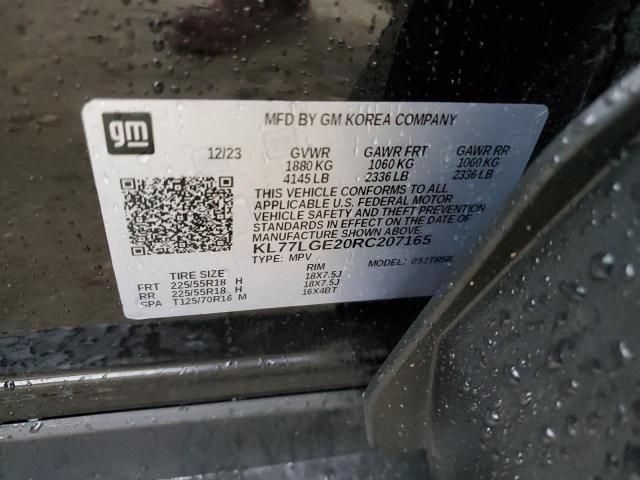 gm
MFD BY GM KOREA COMPANY
12/23 GVWR GAWR FRT GAWR RR
1880 KG 1060 KG 1060 KG
4145 LB 2336 LB 2336 LB
THIS VEHICLE CONFORMS TO ALL
APPLICABLE U.S. FEDERAL MOTOR
VEHICLE SAFETY AND THEFT PREVENTION
STANDARDS IN EFFECT ON THE DATE OF
MANUFACTURE SHOWN ABOVE.
KL77LGE20RC207165
TYPE: MPV MODEL: 051TR58
TIRE SIZE RIM
FRT 225/55R18 H 18X7.5J
RR 225/55R18 H 18X7.5J
SPA T125/70R16 M 16X4BT